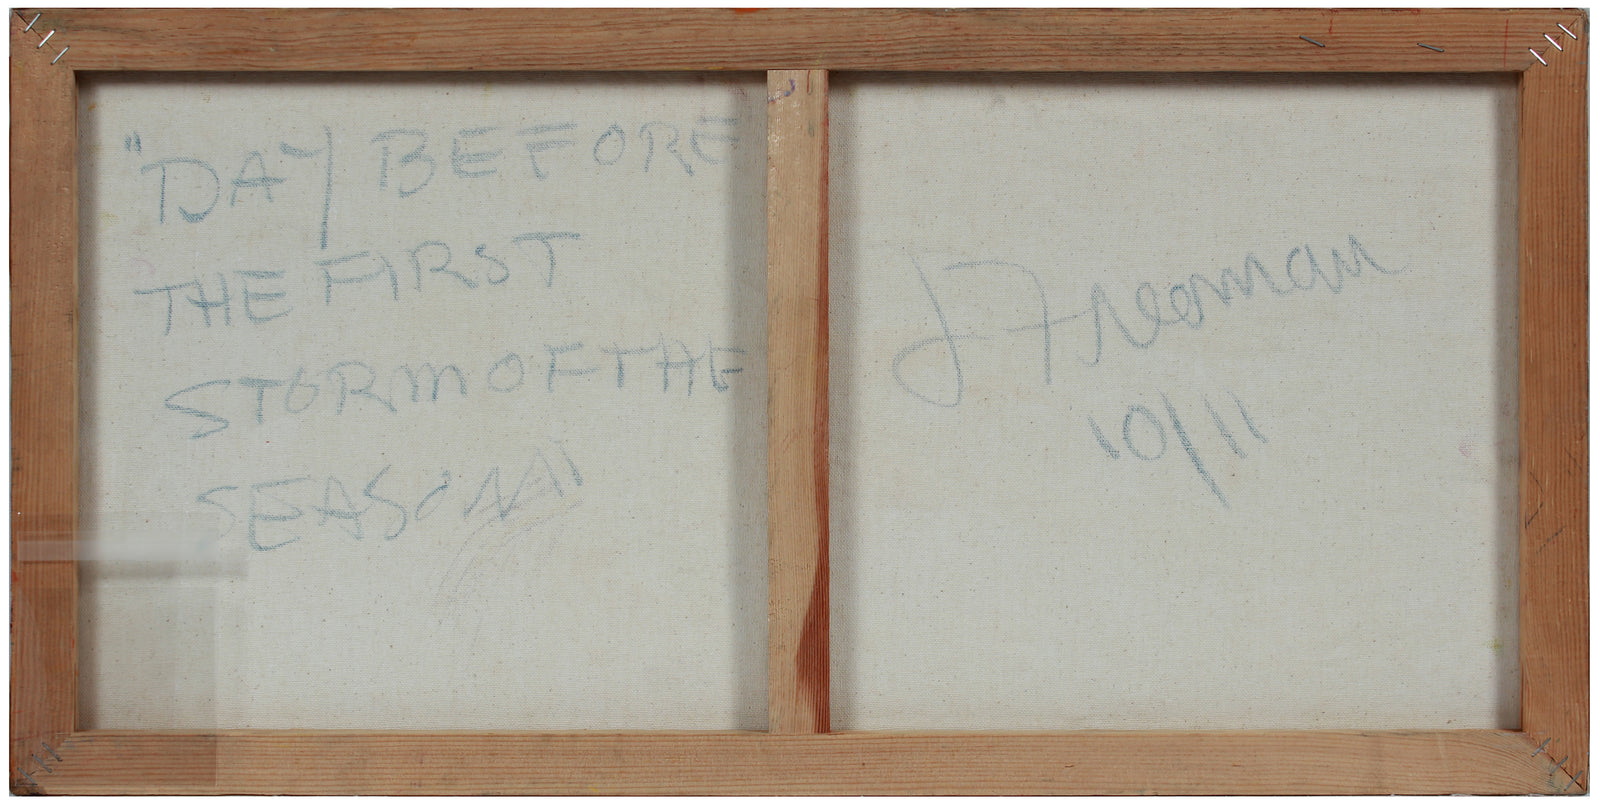 "DAY BEFORE
THE FIRST
STORM OF THE
SEASON"
J Freeman
10/11